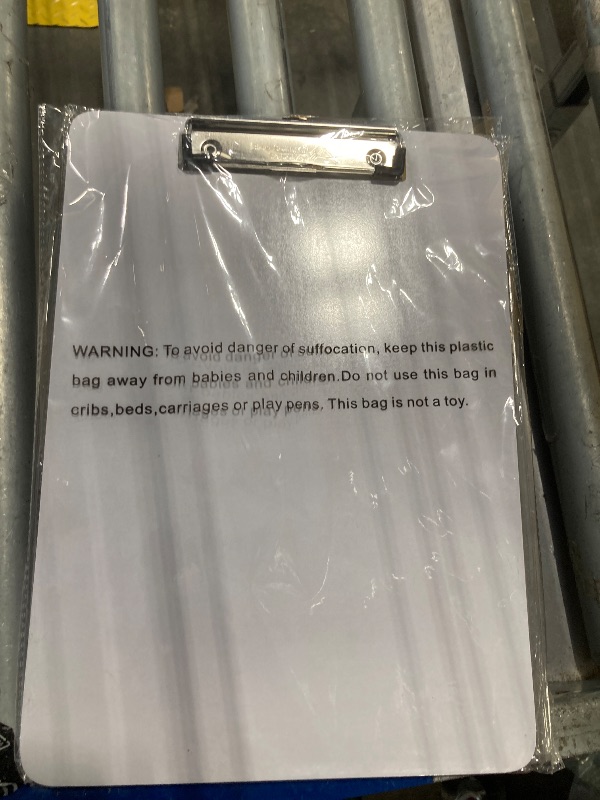 WARNING: To avoid danger of suffocation, keep this plastic
bag away from babies and children.Do not use this bag in
cribs,beds,carriages or play pens. This bag is not a toy.